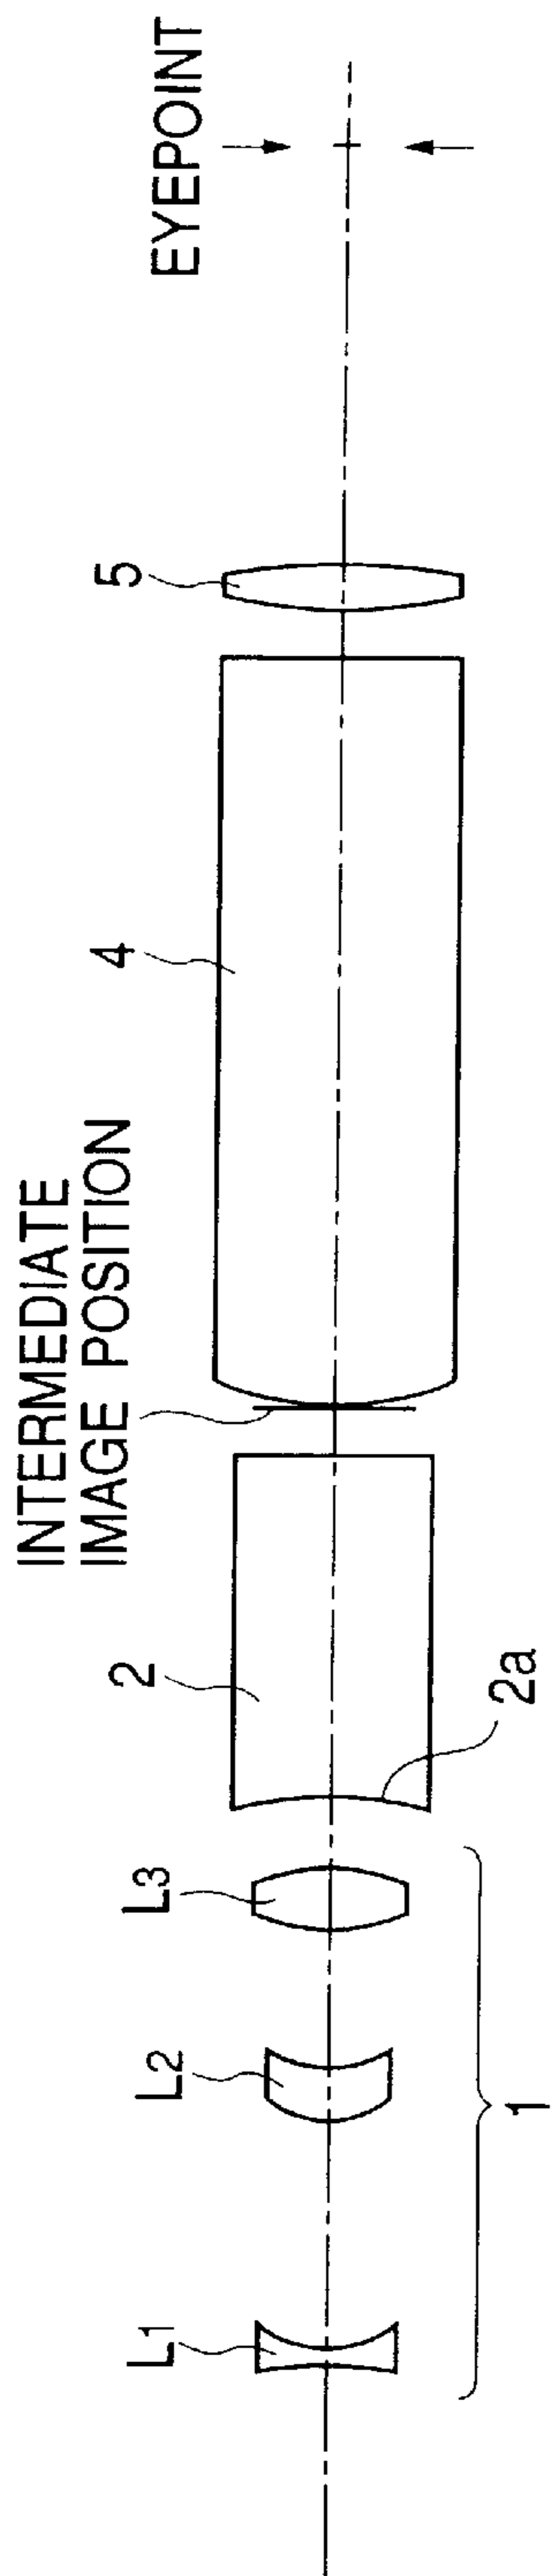 L1
L2
L3
1
2
2a
INTERMEDIATE
IMAGE POSITION
4
5
EYEPOINT